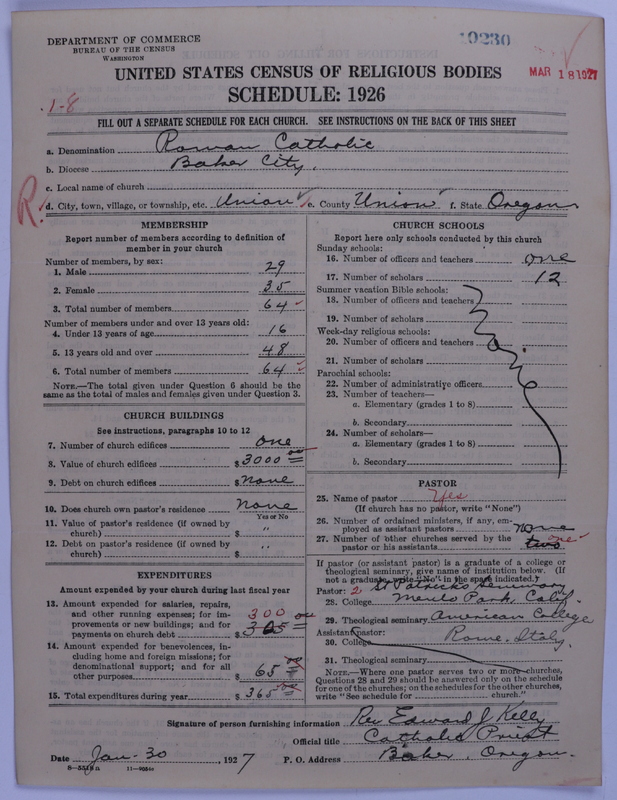 DEPARTMENT OF COMMERCE
BUREAU OF THE CENSUS
WASHINGTON
19230
MAR 18 1927
UNITED STATES CENSUS OF RELIGIOUS BODIES
SCHEDULE: 1926
1-8
FILL OUT A SEPARATE SCHEDULE FOR EACH CHURCH. SEE INSTRUCTIONS ON THE BACK OF THIS SHEET
a. Denomination Roman Catholic
b. Diocese Baker City,
c. Local name of church
R
d. City, town, village, or township, etc. Union e. County Union f. State Oregon
MEMBERSHIP
Report number of members according to definition of
member in your church
Number of members, by sex:
1. Male 29
2. Female 35
3. Total number of members 64
Number of members under and over 13 years old:
4. Under 13 years of age 16
5. 13 years old and over 48
6. Total number of members 64
NOTE.—The total given under Question 6 should be the
same as the total of males and females given under Question 3.
CHURCH BUILDINGS
See instructions, paragraphs 10 to 12
7. Number of church edifices one
8. Value of church edifices $3000 00
9. Debt on church edifices $none
10. Does church own pastor's residence none
Yes or No
11. Value of pastor's residence (if owned by
church) $ "
12. Debt on pastor's residence (if owned by
church) $ "
EXPENDITURES
Amount expended by your church during last fiscal year
13. Amount expended for salaries, repairs,
and other running expenses; for im-
provements or new buildings; and for
payments on church debt $ 365 00
300
14. Amount expended for benevolences, in-
cluding home and foreign missions; for
denominational support; and for all
other purposes $ 65 00
15. Total expenditures during year $ 365 00
CHURCH SCHOOLS
Report here only schools conducted by this church
Sunday schools:
16. Number of officers and teachers one
17. Number of scholars 12
Summer vacation Bible schools:
18. Number of officers and teachers
19. Number of scholars
Week-day religious schools:
20. Number of officers and teachers
none
21. Number of scholars
Parochial schools:
22. Number of administrative officers
23. Number of teachers—
a. Elementary (grades 1 to 8)
b. Secondary
24. Number of scholars—
a. Elementary (grades 1 to 8)
b. Secondary
PASTOR
25. Name of pastor Yes
(If church has no pastor, write "None")
26. Number of ordained ministers, if any, em-
ployed as assistant pastors None
27. Number of other churches served by the
pastor or his assistants two one
If pastor (or assistant pastor) is a graduate of a college or
theological seminary, give name of institution below. (If
not a graduate, write "No" in the space indicated.)
St Patrick's Seminary
Pastor: 2
28. College Menlo Park, Calif.
29. Theological seminary American College
Assistant pastor: Rome, Italy.
30. College
31. Theological seminary
NOTE.—Where one pastor serves two or more churches,
Questions 28 and 29 should be answered only on the schedule
for one of the churches; on the schedules for the other churches,
write "See schedule for church."
Signature of person furnishing information Rev Edward J Kelly
Official title Catholic Priest
Date Jan-30 1927 P. O. Address Baker, Oregon.